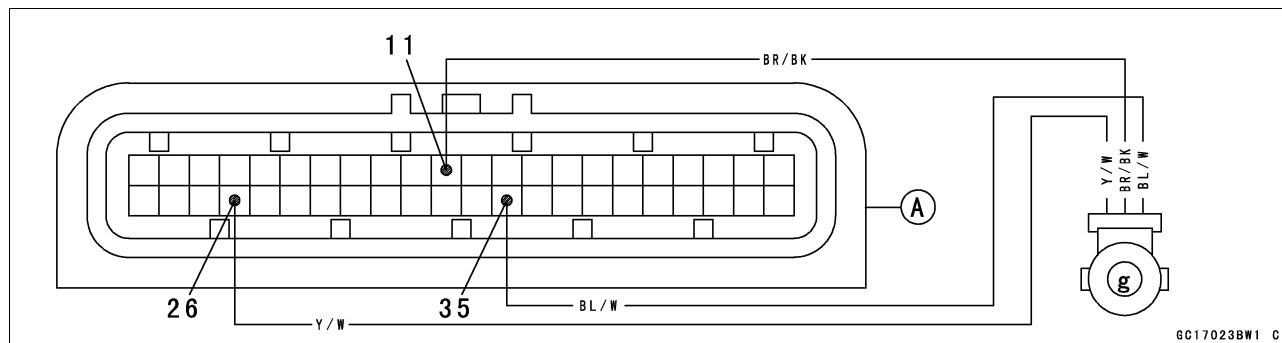 11
BR/BK
A
26
35
BL/W
Y/W
Y/W
BR/BK
BL/W
g
GC17023BW1 C